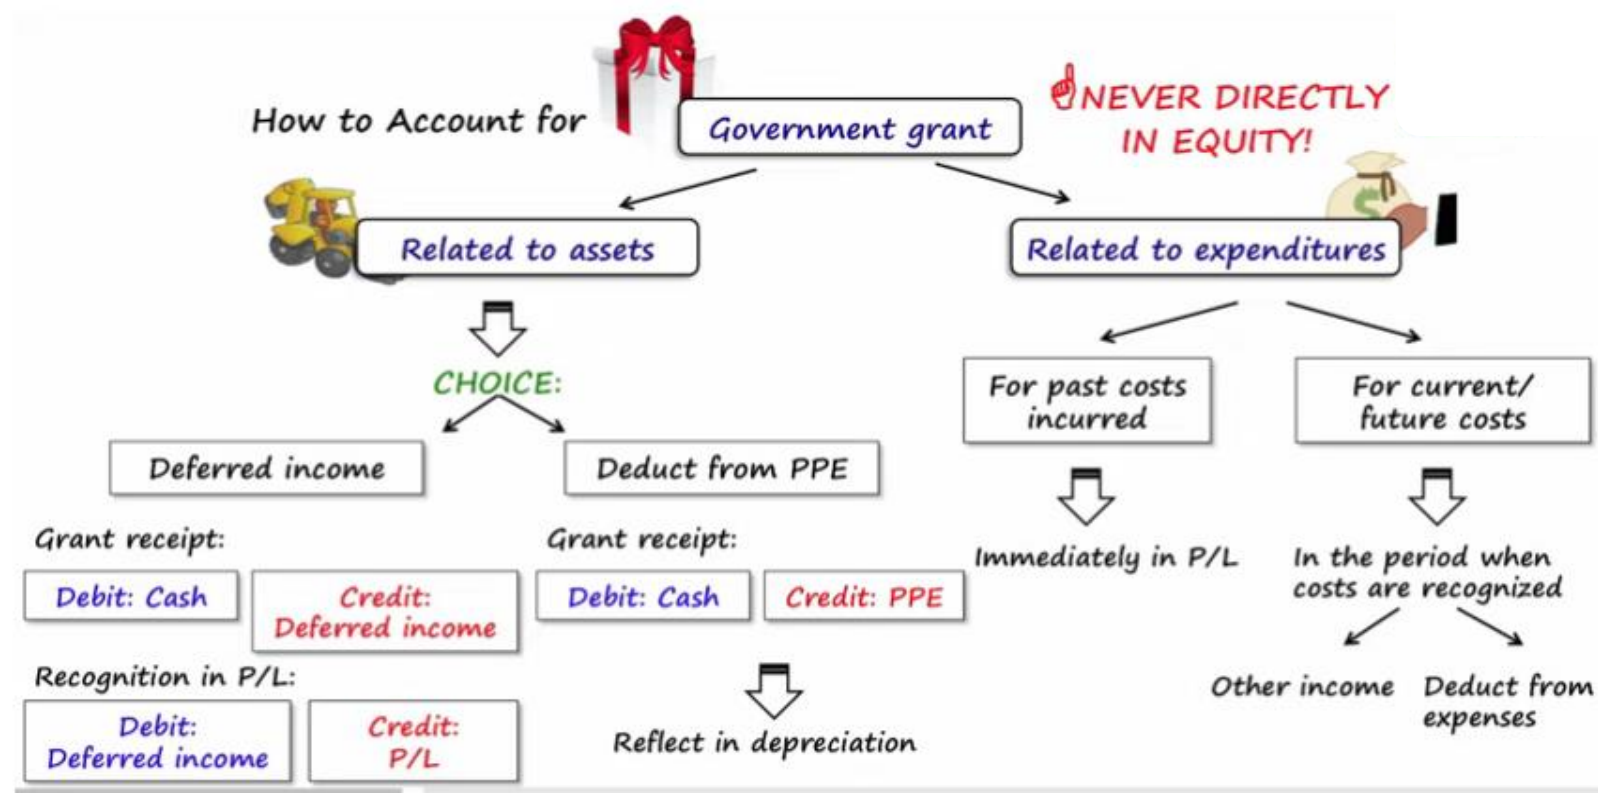 How to Account for
Government grant
NEVER DIRECTLY
IN EQUITY!
$
Related to assets
Related to expenditures
CHOICE:
For past costs
incurred
For current/
future costs
Deferred income
Deduct from PPE
Grant receipt:
Grant receipt:
Immediately in P/L
In the period when
costs are recognized
Debit: Cash
Credit:
Deferred income
Debit: Cash
Credit: PPE
Recognition in P/L:
Other income
Deduct from
expenses
Debit:
Deferred income
Credit:
P/L
Reflect in depreciation